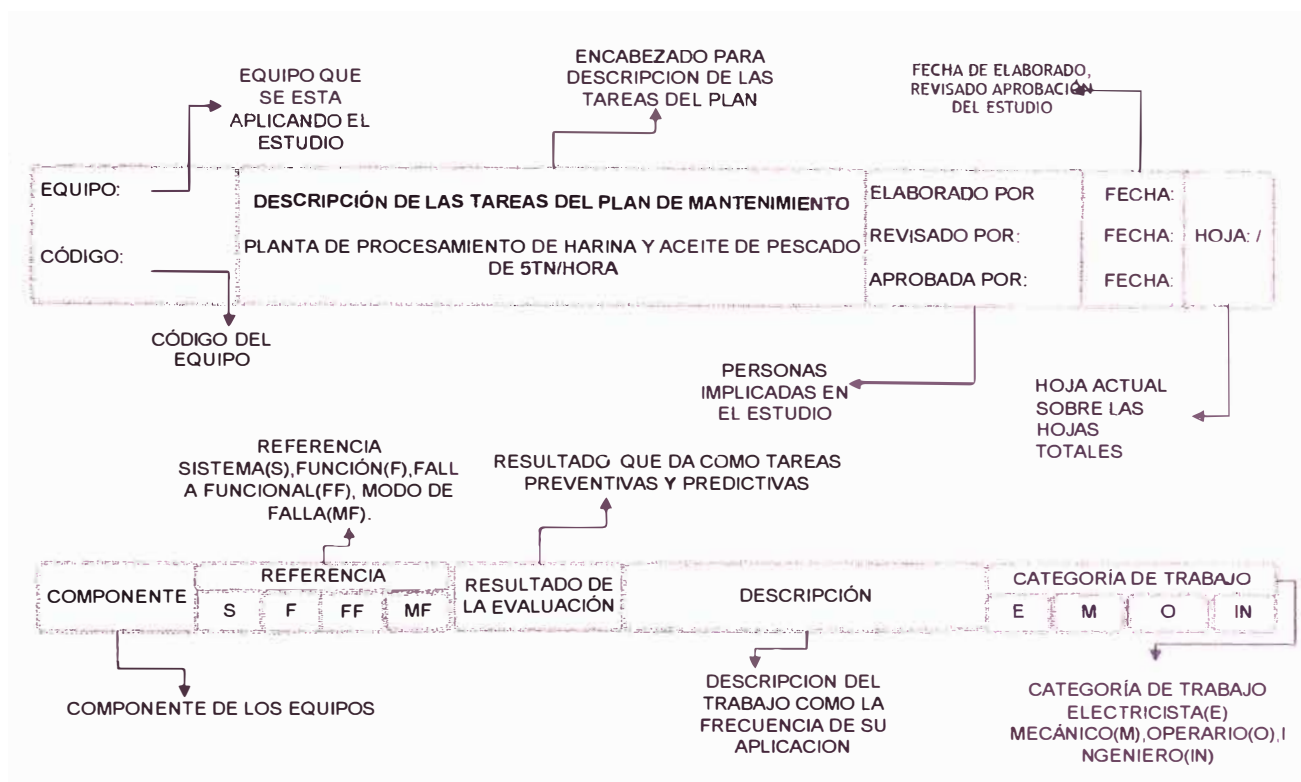 EQUIPO QUE
SE ESTA
APLICANDO EL
ESTUDIO
ENCABEZADO PARA
DESCRIPCION DE LAS
TAREAS DEL PLAN
FECHA DE ELABORADO,
REVISADO APROBACIÓN
DEL ESTUDIO
EQUIPO:
CÓDIGO:
DESCRIPCIÓN DE LAS TAREAS DEL PLAN DE MANTENIMIENTO
PLANTA DE PROCESAMIENTO DE HARINA Y ACEITE DE PESCADO
DE 5TN/HORA
ELABORADO POR
FECHA:
REVISADO POR:
FECHA:
HOJA: /
APROBADA POR:
FECHA:
CÓDIGO DEL
EQUIPO
PERSONAS
IMPLICADAS EN
EL ESTUDIO
HOJA ACTUAL
SOBRE LAS
HOJAS
TOTALES
REFERENCIA
SISTEMA(S),FUNCIÓN(F),FALL
A FUNCIONAL(FF), MODO DE
FALLA(MF).
RESULTADO QUE DA COMO TAREAS
PREVENTIVAS Y PREDICTIVAS
COMPONENTE
REFERENCIA
S F FF MF
RESULTADO DE
LA EVALUACIÓN
DESCRIPCIÓN
CATEGORÍA DE TRABAJO
E M O IN
COMPONENTE DE LOS EQUIPOS
DESCRIPCION DEL
TRABAJO COMO LA
FRECUENCIA DE SU
APLICACION
CATEGORÍA DE TRABAJO
ELECTRICISTA(E)
MECÁNICO(M),OPERARIO(O),I
NGENIERO(IN)